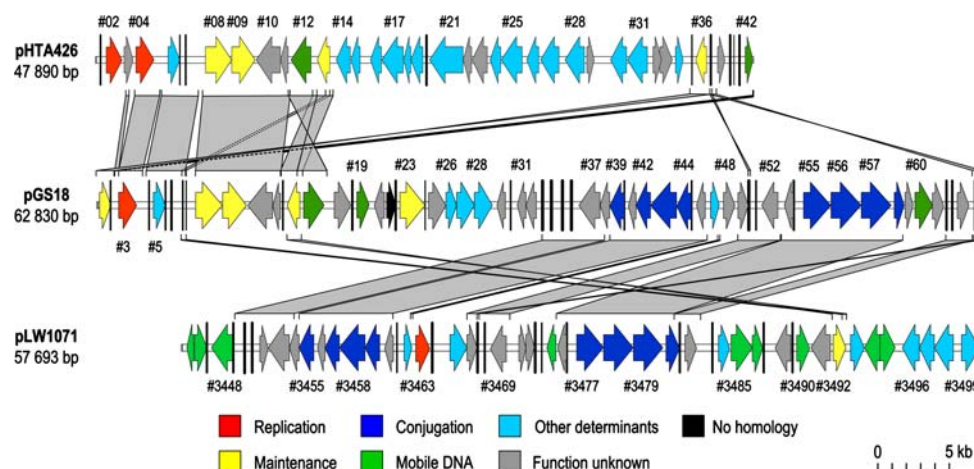 #02 #04 #08 #09 #10 #12 #14 #17 #21 #25 #28 #31 #36 #42
pHTA426
47 890 bp
#19 #23 #26 #28 #31 #37 #39 #42 #44 #48 #52 #55 #56 #57 #60
pGS18
62 830 bp
#3 #5
pLW1071
57 693 bp
#3448 #3455 #3458 #3463 #3469 #3477 #3479 #3485 #3490 #3492 #3496 #3499
Replication Conjugation Other determinants No homology
Maintenance Mobile DNA Function unknown
0 5 kb